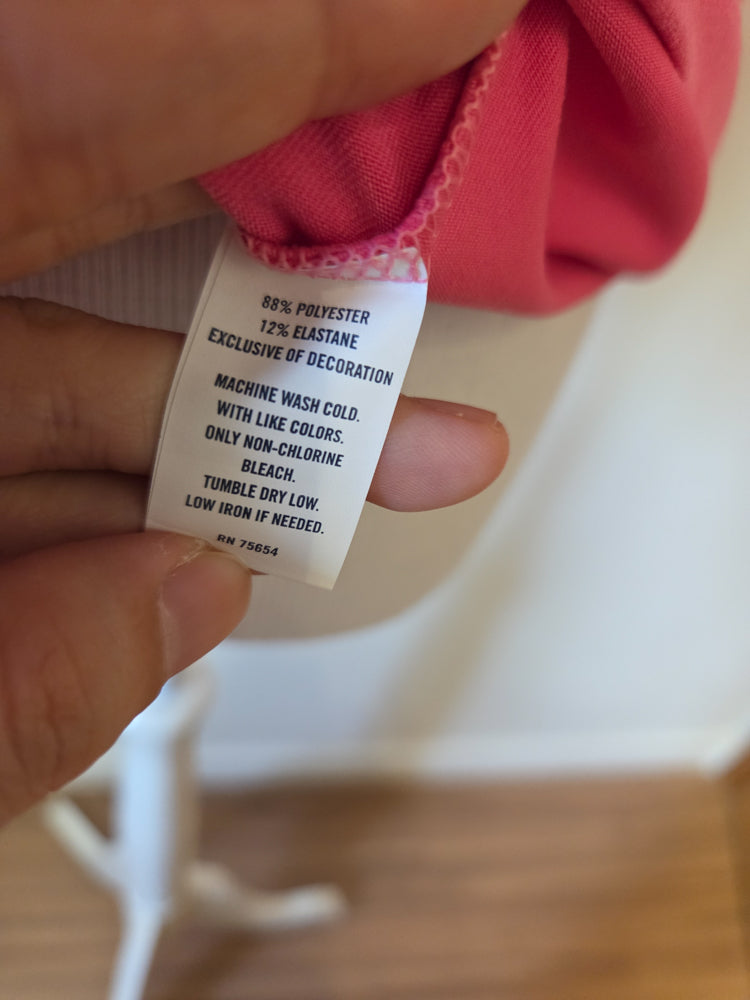 88% POLYESTER
12% ELASTANE
EXCLUSIVE OF DECORATION
MACHINE WASH COLD.
WITH LIKE COLORS.
ONLY NON-CHLORINE
BLEACH.
TUMBLE DRY LOW.
LOW IRON IF NEEDED.
RN 75654